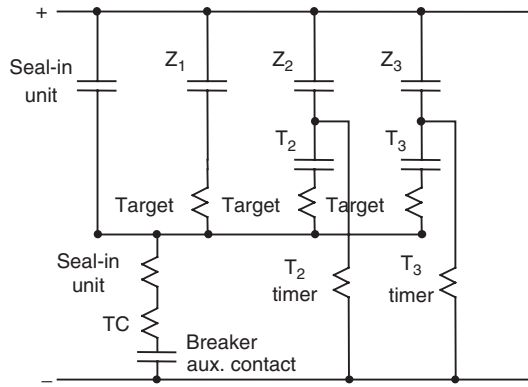 +
Seal-in
unit
Z1
Z2
Z3
T2
T3
Target
Target
Target
Seal-in
unit
T2
timer
T3
timer
TC
Breaker
aux. contact
–